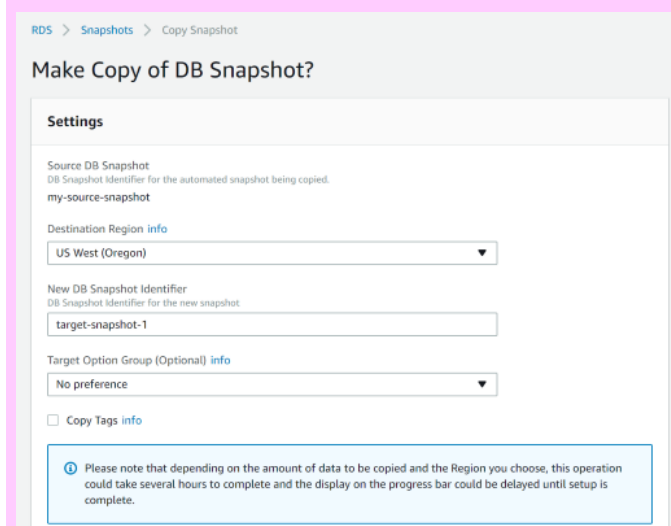 RDS > Snapshots > Copy Snapshot
Make Copy of DB Snapshot?
Settings
Source DB Snapshot
DB Snapshot Identifier for the automated snapshot being copied.
my-source-snapshot
Destination Region info
US West (Oregon)
New DB Snapshot Identifier
DB Snapshot Identifier for the new snapshot
target-snapshot-1
Target Option Group (Optional) info
No preference
Copy Tags info
Please note that depending on the amount of data to be copied and the Region you choose, this operation
could take several hours to complete and the display on the progress bar could be delayed until setup is
complete.